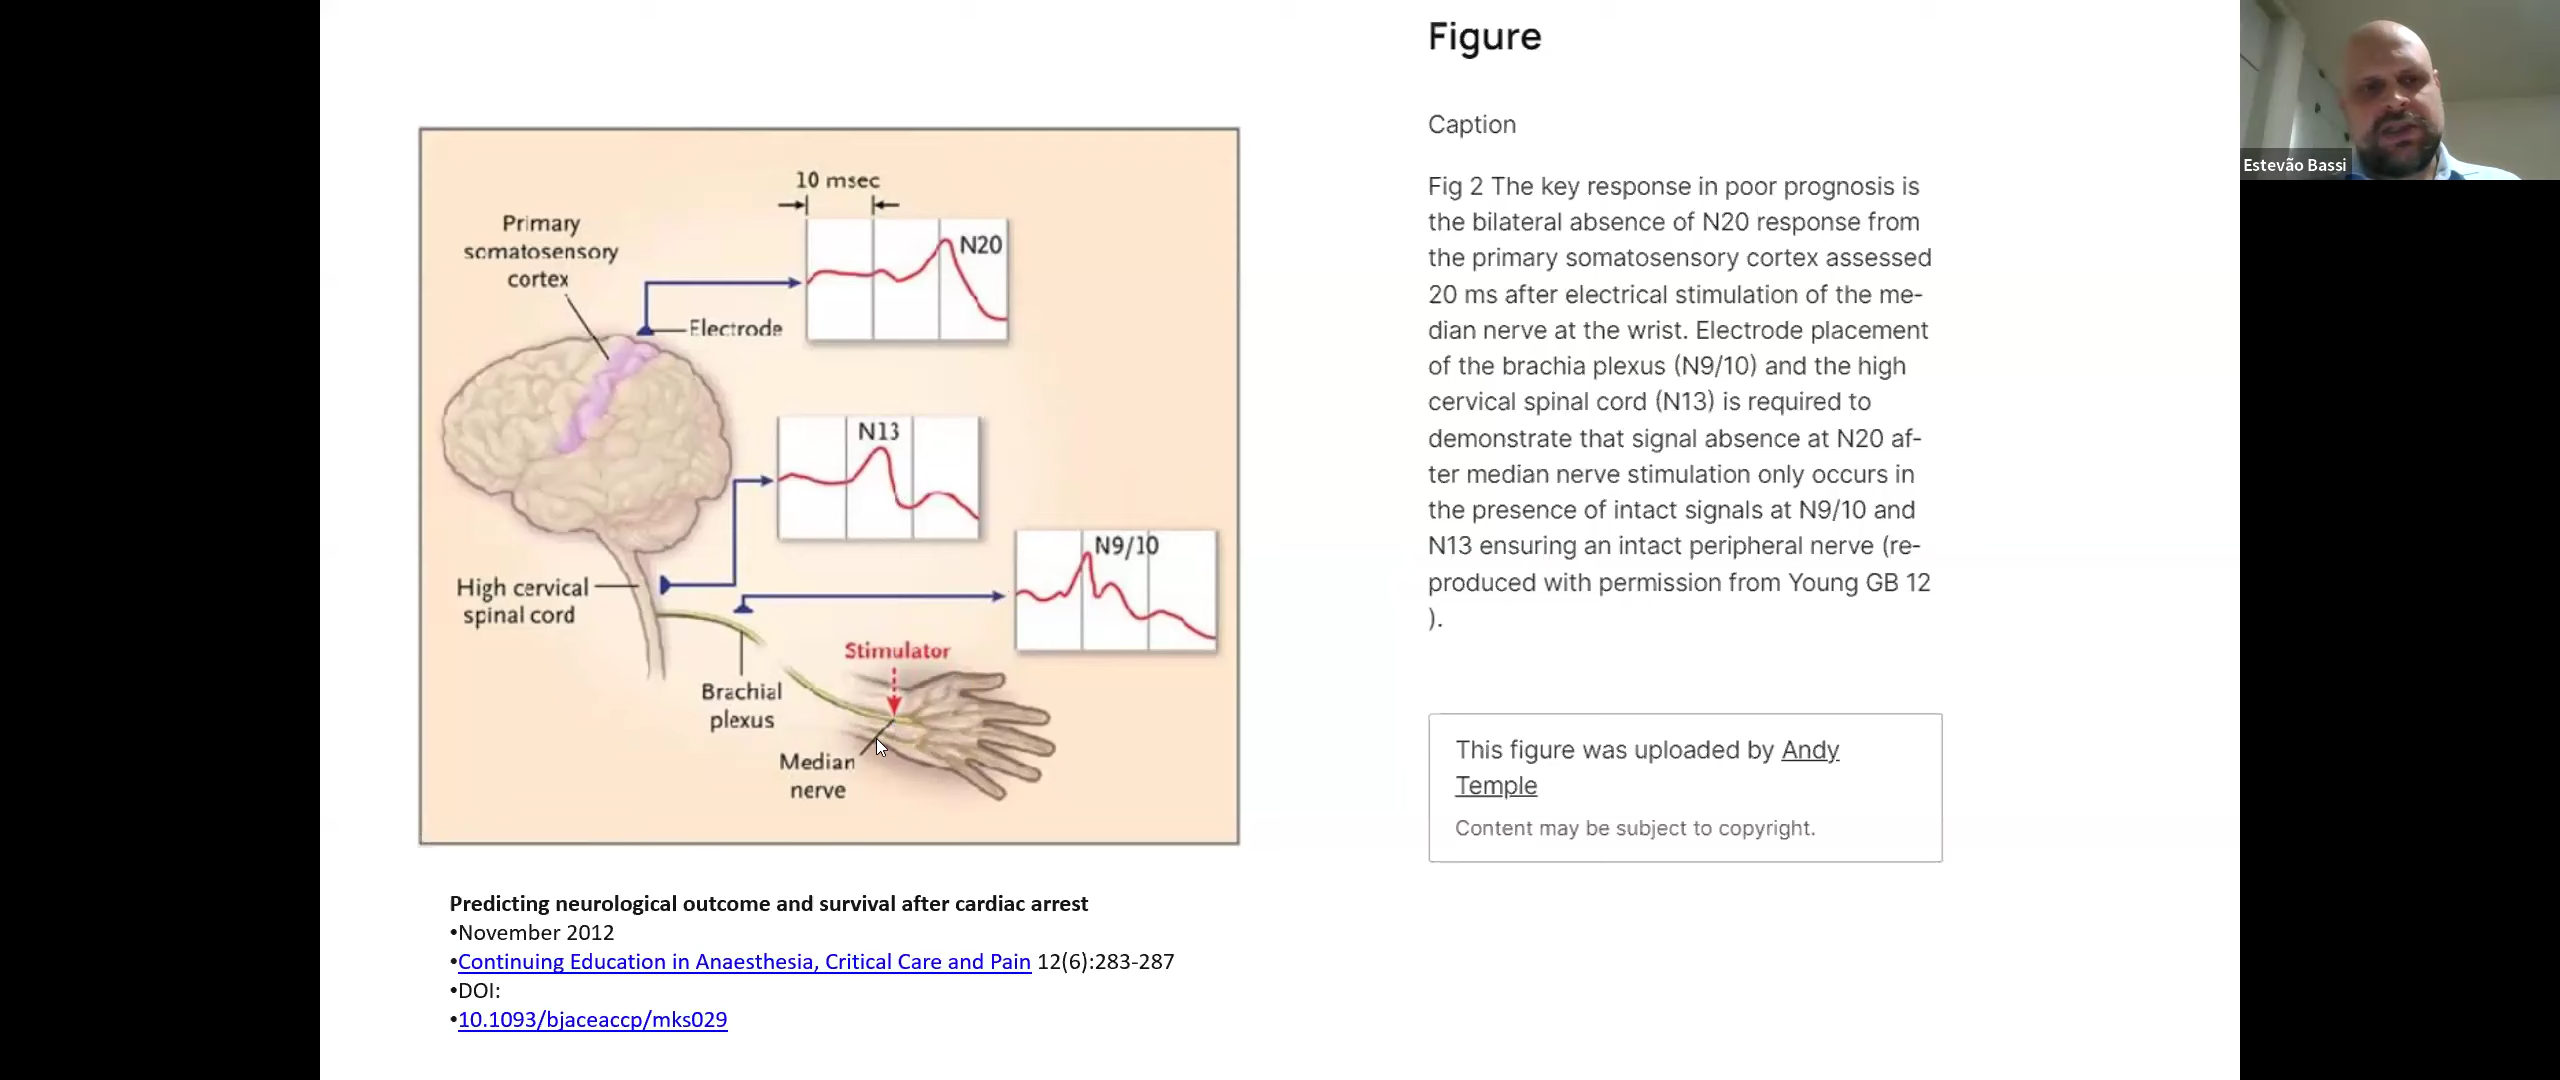 10 msec
Primary
somatosensory
cortex
N20
Electrode
N13
N9/10
High cervical
spinal cord
Stimulator
Brachial
plexus
Median
nerve
Predicting neurological outcome and survival after cardiac arrest
•November 2012
•Continuing Education in Anaesthesia, Critical Care and Pain 12(6):283-287
•DOI:
•10.1093/bjaceaccp/mks029
Figure
Caption
Fig 2 The key response in poor prognosis is
the bilateral absence of N20 response from
the primary somatosensory cortex assessed
20 ms after electrical stimulation of the me-
dian nerve at the wrist. Electrode placement
of the brachia plexus (N9/10) and the high
cervical spinal cord (N13) is required to
demonstrate that signal absence at N20 af-
ter median nerve stimulation only occurs in
the presence of intact signals at N9/10 and
N13 ensuring an intact peripheral nerve (re-
produced with permission from Young GB 12
).
This figure was uploaded by Andy
Temple
Content may be subject to copyright.
Estevão Bassi